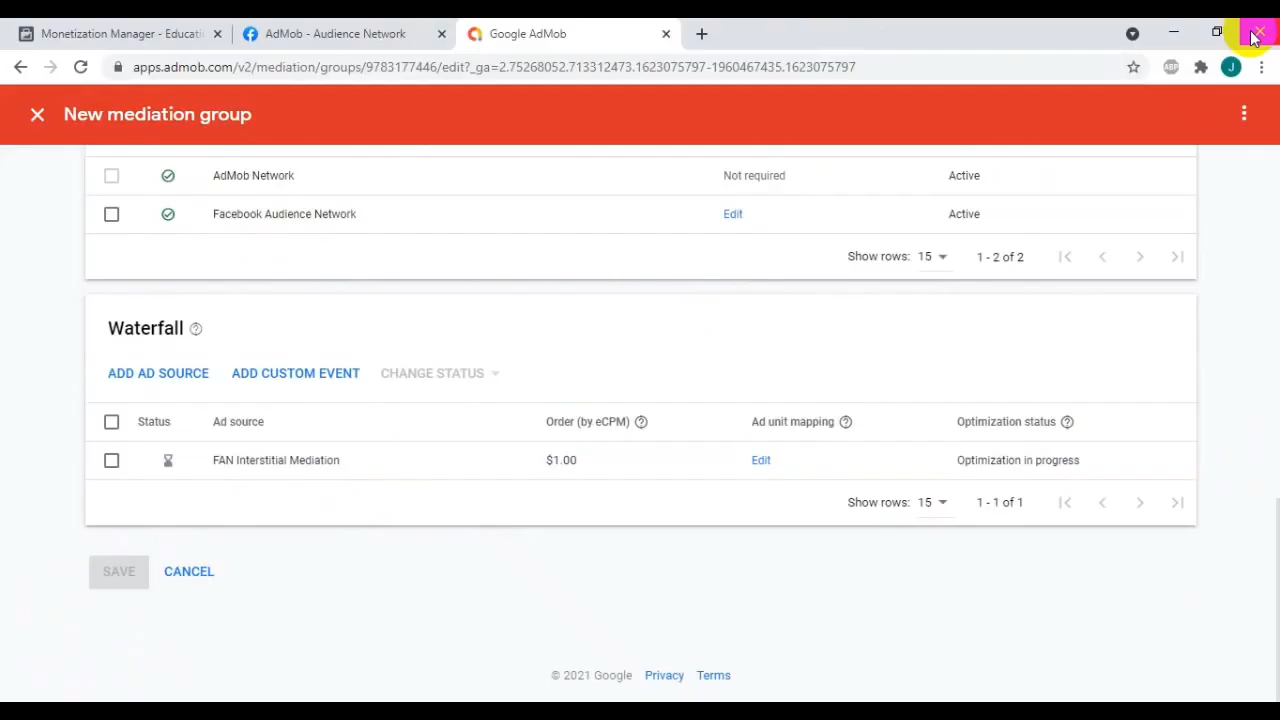 Monetization Manager - Educati
AdMob - Audience Network
Google AdMob
apps.admob.com/v2/mediation/groups/9783177446/edit?_ga=2.7526052.713312473.1623075797-1960467435.1623075797
ABP
J
New mediation group
AdMob Network Not required Active
Facebook Audience Network Edit Active
Show rows: 15 1 - 2 of 2
Waterfall
ADD AD SOURCE ADD CUSTOM EVENT CHANGE STATUS
Status Ad source Order (by eCPM) Ad unit mapping Optimization status
FAN Interstitial Mediation $1.00 Edit Optimization in progress
Show rows: 15 1 - 1 of 1
SAVE CANCEL
© 2021 Google Privacy Terms